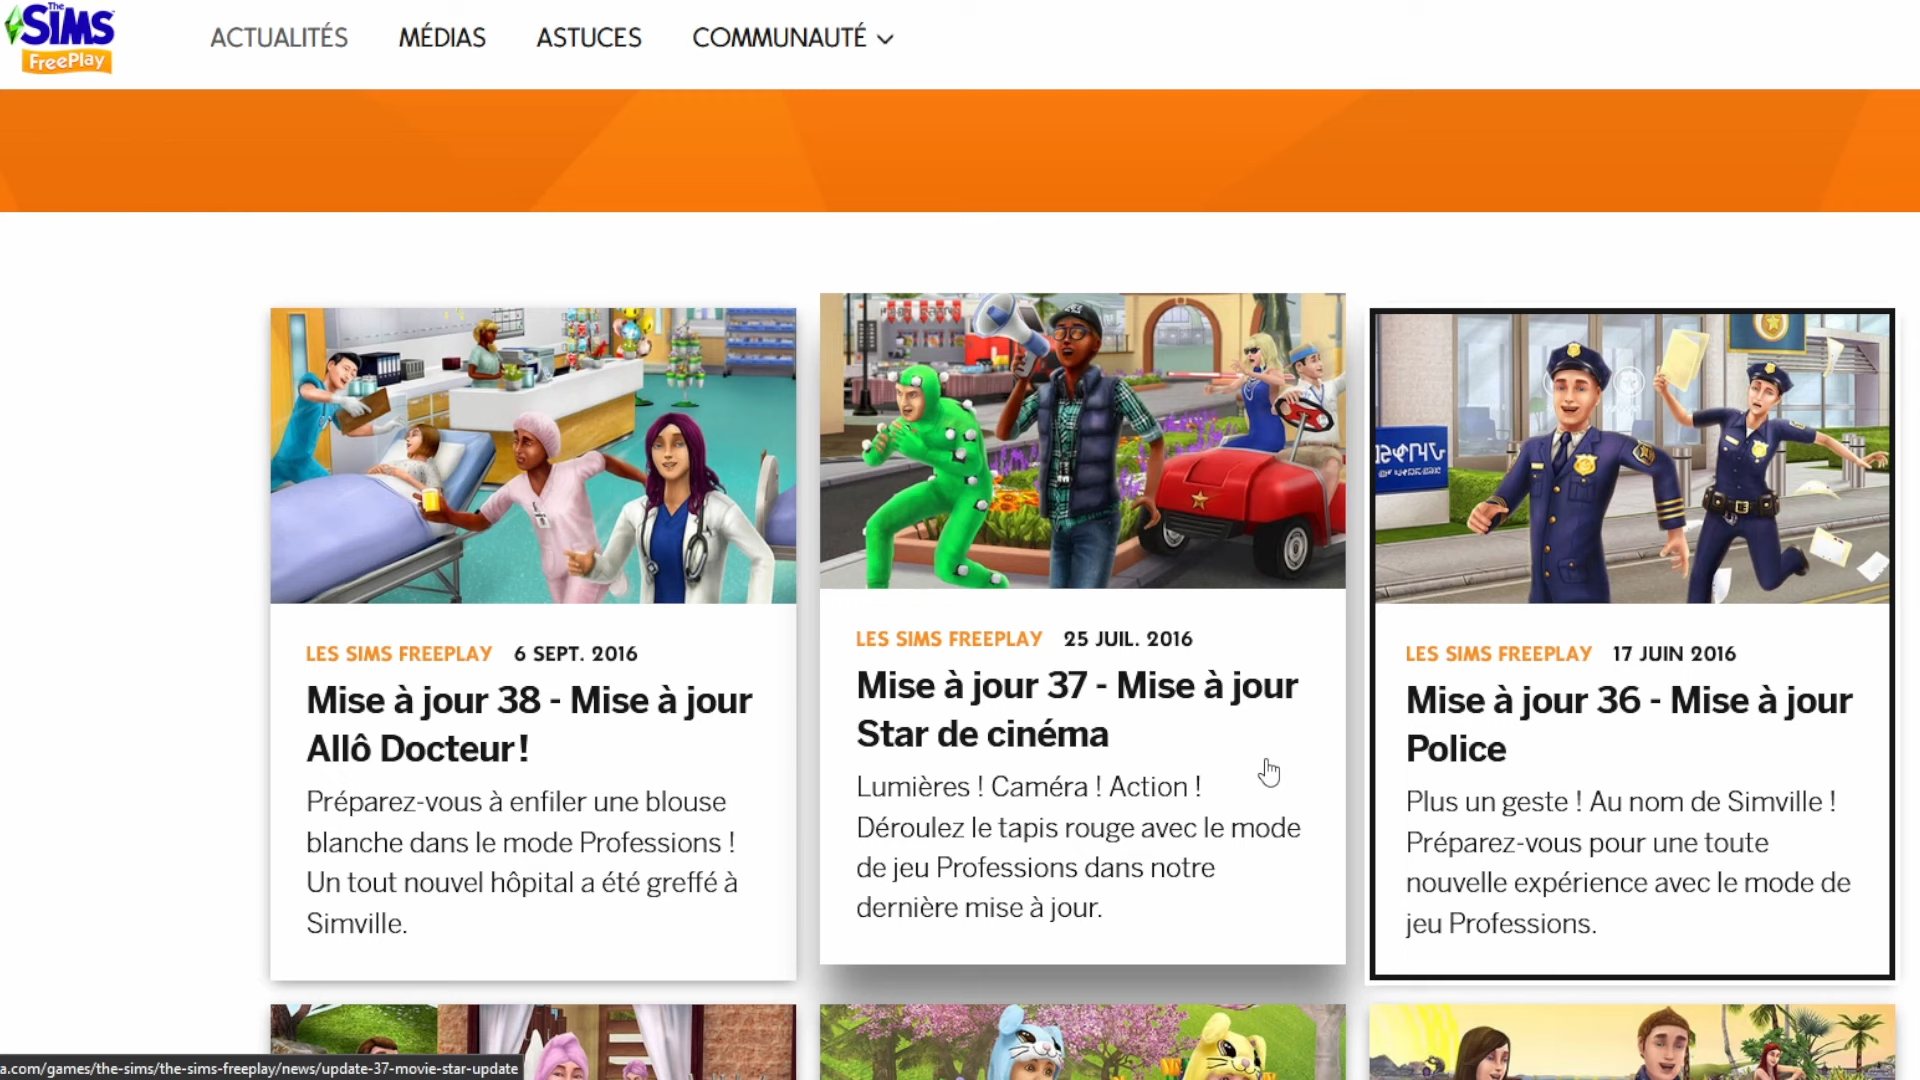 The
SIMS
FreePlay
ACTUALITÉS
MÉDIAS
ASTUCES
COMMUNAUTÉ
LES SIMS FREEPLAY 6 SEPT. 2016
Mise à jour 38 - Mise à jour
Allô Docteur !
Préparez-vous à enfiler une blouse
blanche dans le mode Professions !
Un tout nouvel hôpital a été greffé à
Simville.
LES SIMS FREEPLAY 25 JUIL. 2016
Mise à jour 37 - Mise à jour
Star de cinéma
Lumières ! Caméra ! Action !
Déroulez le tapis rouge avec le mode
de jeu Professions dans notre
dernière mise à jour.
LES SIMS FREEPLAY 17 JUIN 2016
Mise à jour 36 - Mise à jour
Police
Plus un geste ! Au nom de Simville !
Préparez-vous pour une toute
nouvelle expérience avec le mode de
jeu Professions.
a.com/games/the-sims/the-sims-freeplay/news/update-37-movie-star-update